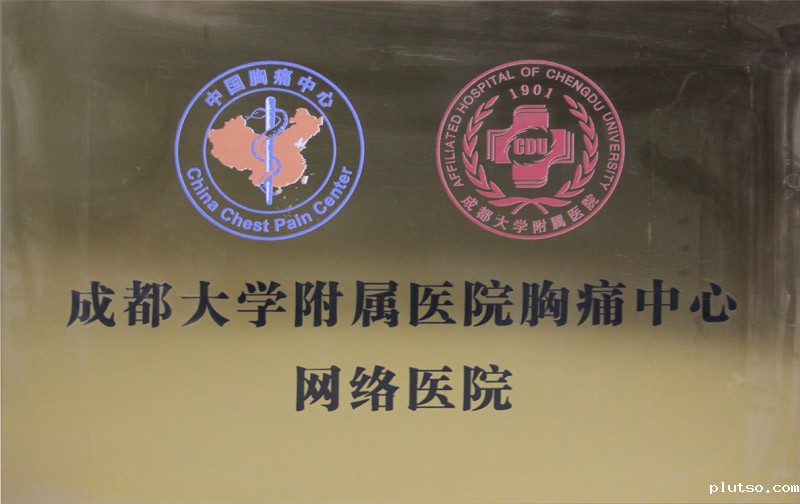 中国胸痛中心
China Chest Pain Center
AFFILIATED HOSPITAL OF CHENGDU UNIVERSITY
1901
CDU
成都大学附属医院
成都大学附属医院胸痛中心
网络医院
plutso.com